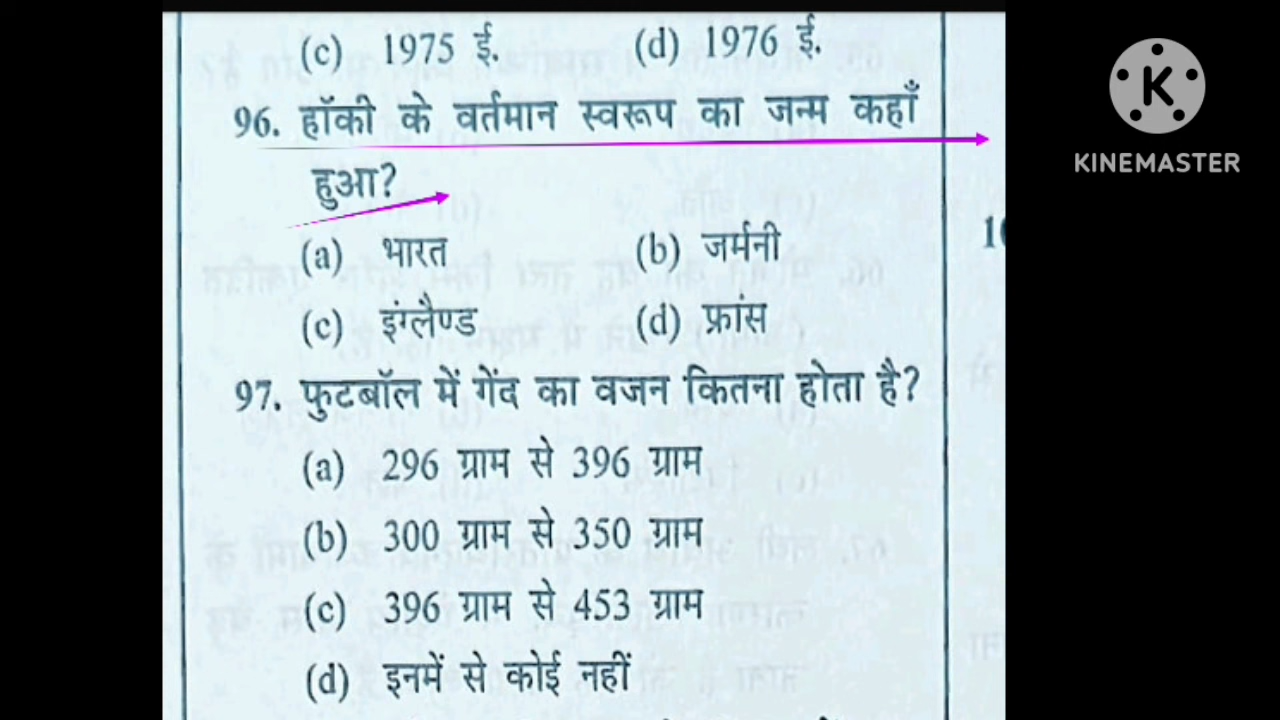 (c) 1975 ई. (d) 1976 ई.
96. हॉकी के वर्तमान स्वरूप का जन्म कहाँ
हुआ?
(a) भारत (b) जर्मनी
(c) इंग्लैण्ड (d) फ्रांस
97. फुटबॉल में गेंद का वजन कितना होता है?
(a) 296 ग्राम से 396 ग्राम
(b) 300 ग्राम से 350 ग्राम
(c) 396 ग्राम से 453 ग्राम
(d) इनमें से कोई नहीं
K
KINEMASTER